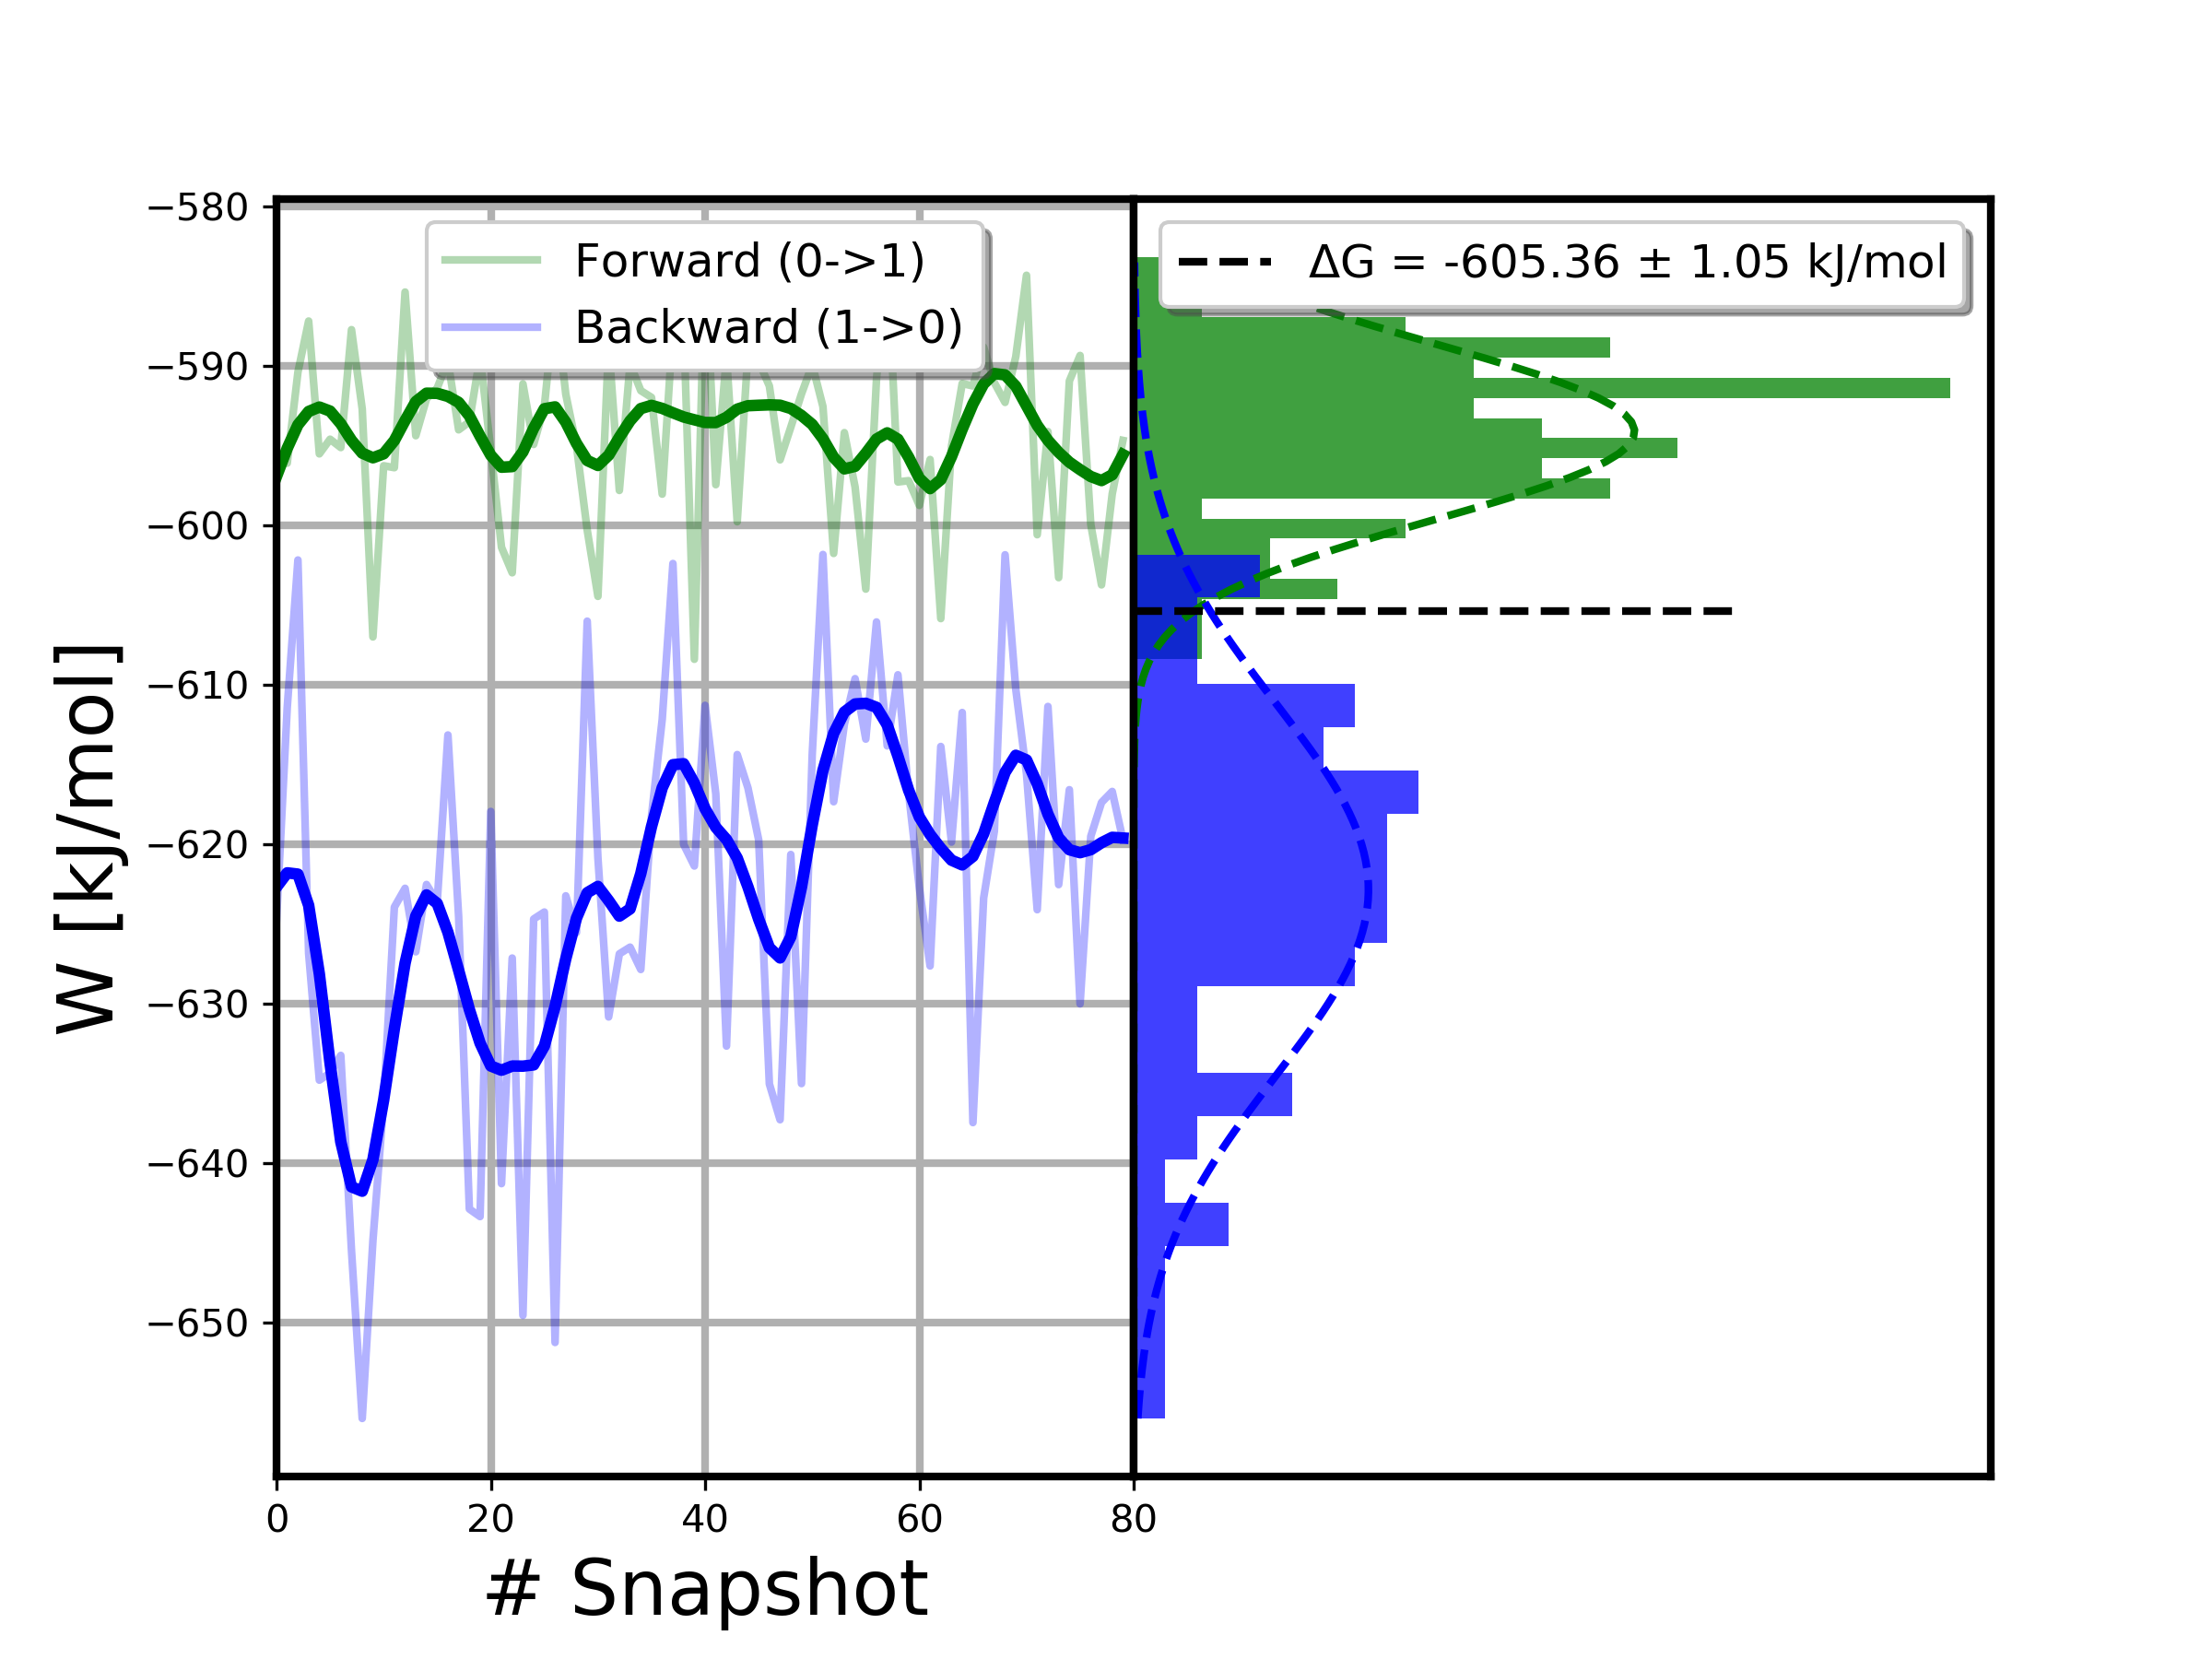 −580
−590
−600
−610
−620
−630
−640
−650
W [kJ/mol]
Forward (0->1)
Backward (1->0)
ΔG = -605.36 ± 1.05 kJ/mol
0 20 40 60 80
# Snapshot